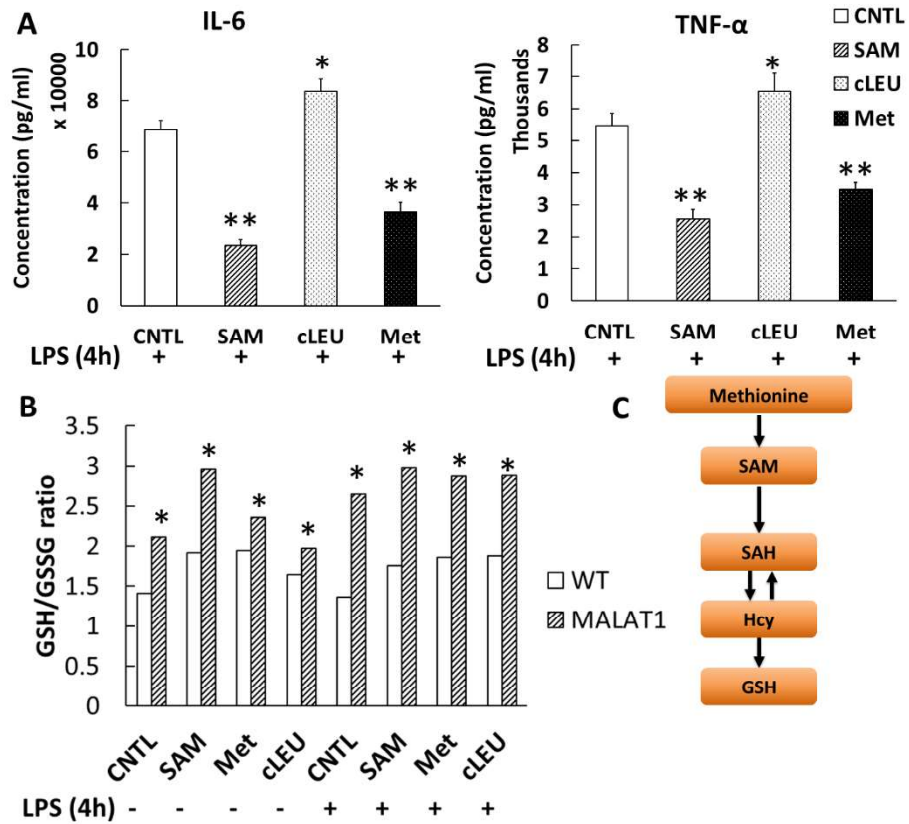 A
IL-6
Concentration (pg/ml)
x 10000
10
8
6
4
2
0
*
**
**
CNTL SAM cLEU Met
LPS (4h) + + + +
TNF-α
Concentration (pg/ml)
Thousands
8
7
6
5
4
3
2
1
0
*
**
**
CNTL SAM cLEU Met
+ + + +
LPS (4h)
CNTL
SAM
cLEU
Met
B
GSH/GSSG ratio
3.5
3
2.5
2
1.5
1
0.5
0
* * * * * * * *
CNTL SAM Met cLEU CNTL SAM Met cLEU
LPS (4h) - - - - + + + +
WT
MALAT1
C
Methionine
SAM
SAH
Hcy
GSH